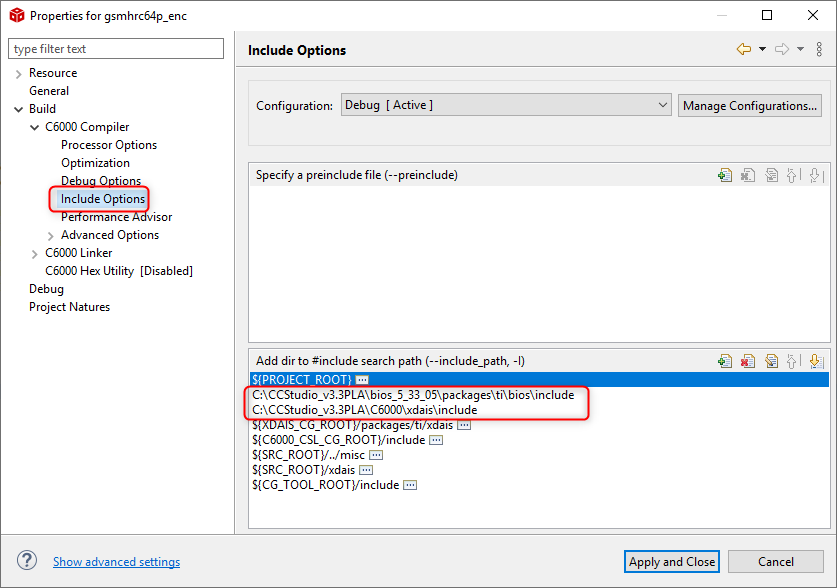 Properties for gsmhrc64p_enc
type filter text
Resource
General
Build
C6000 Compiler
Processor Options
Optimization
Debug Options
Include Options
Performance Advisor
Advanced Options
C6000 Linker
C6000 Hex Utility [Disabled]
Debug
Project Natures
Include Options
Configuration: Debug [ Active ] Manage Configurations...
Specify a preinclude file (--preinclude)
Add dir to #include search path (--include_path, -I)
${PROJECT_ROOT}
C:\CCStudio_v3.3PLA\bios_5_33_05\packages\ti\bios\include
C:\CCStudio_v3.3PLA\C6000\xdais\include
${XDAIS_CG_ROOT}/packages/ti/xdais
${C6000_CSL_CG_ROOT}/include
${SRC_ROOT}/../misc
${SRC_ROOT}/xdais
${CG_TOOL_ROOT}/include
Show advanced settings
Apply and Close Cancel